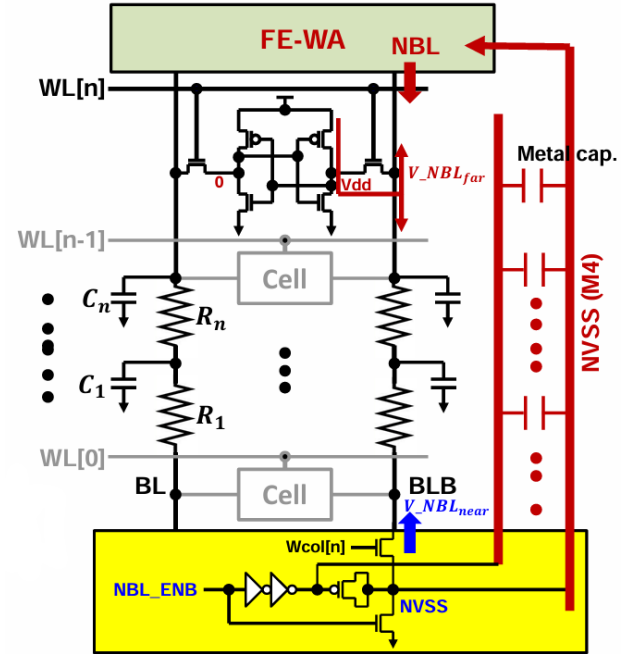 FE-WA
NBL
WL[n]
Metal cap.
0
Vdd
V_NBL_far
WL[n-1]
Cell
C_n
R_n
NVSS (M4)
C_1
R_1
WL[0]
BL
Cell
BLB
V_NBL_near
Wcol[n]
NBL_ENB
NVSS